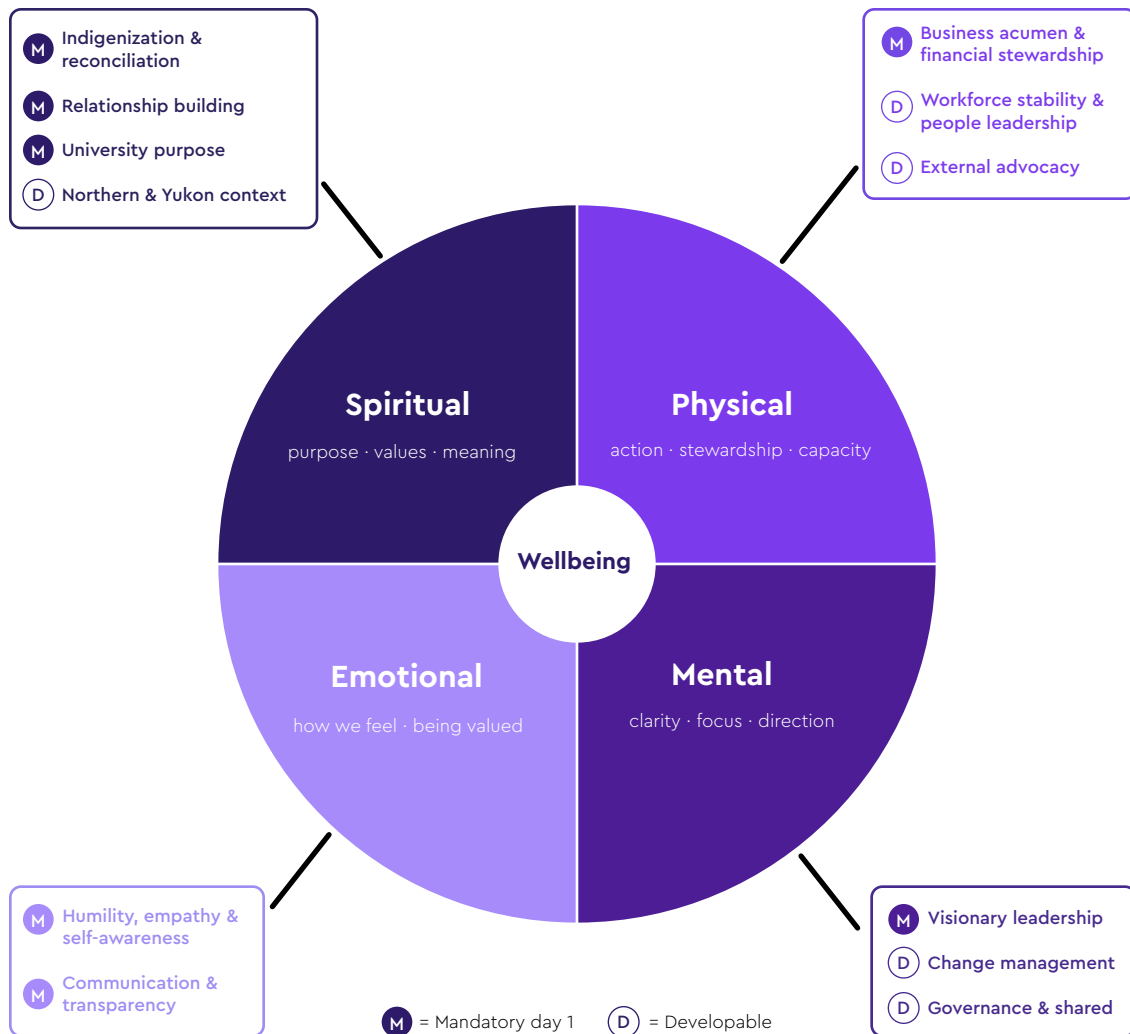 M Indigenization &
reconciliation
M Relationship building
M University purpose
D Northern & Yukon context
M Business acumen &
financial stewardship
D Workforce stability &
people leadership
D External advocacy
Spiritual
purpose · values · meaning
Physical
action · stewardship · capacity
Wellbeing
Emotional
how we feel · being valued
Mental
clarity · focus · direction
M Humility, empathy &
self-awareness
M Communication &
transparency
M Visionary leadership
D Change management
D Governance & shared
M = Mandatory day 1 D = Developable